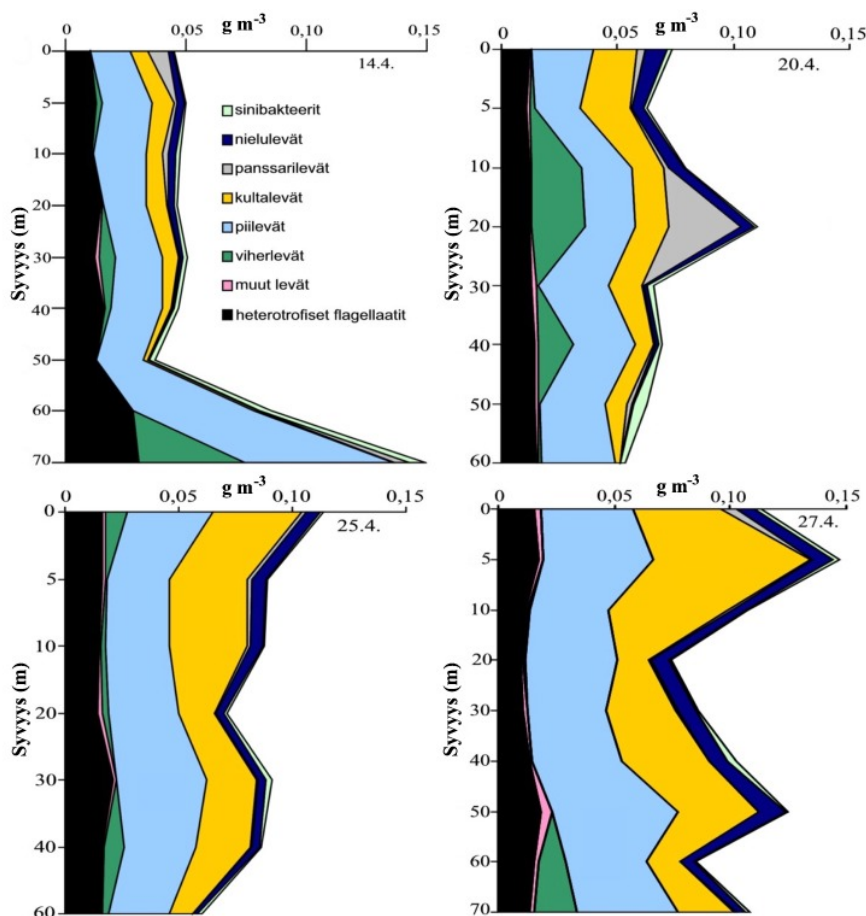 g m-3
0 0,05 0,10 0,15
14.4.
Syvyys (m)
0
5
10
20
30
40
50
60
70
sinibakteerit
nielulevät
panssarilevät
kultalevät
piilevät
viherlevät
muut levät
heterotrofiset flagellaatit
g m-3
0 0,05 0,10 0,15
20.4.
Syvyys (m)
0
5
10
20
30
40
50
60
g m-3
0 0,05 0,10 0,15
25.4.
Syvyys (m)
0
5
10
20
30
40
60
g m-3
0 0,05 0,10 0,15
27.4.
Syvyys (m)
0
5
10
20
30
40
50
60
70